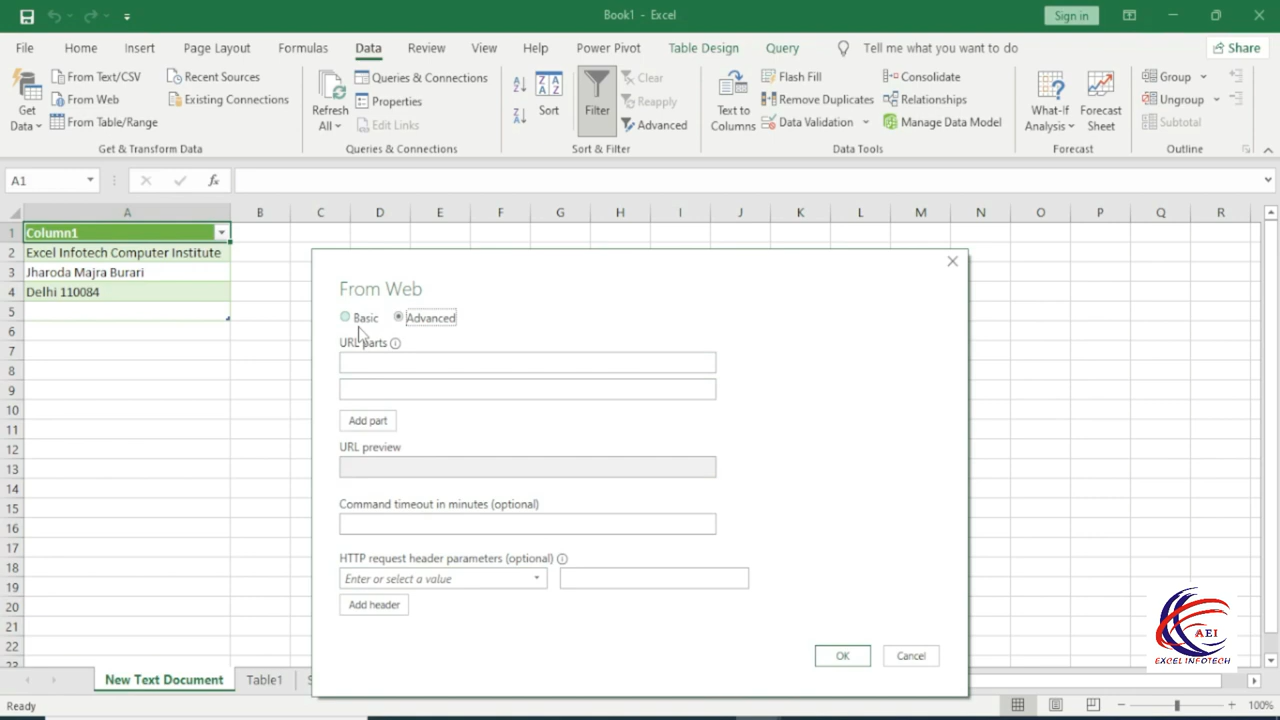 Book1 - Excel
Sign in
File Home Insert Page Layout Formulas Data Review View Help Power Pivot Table Design Query Tell me what you want to do Share
Get Data
From Text/CSV
From Web
From Table/Range
Recent Sources
Existing Connections
Get & Transform Data
Refresh All
Queries & Connections
Properties
Edit Links
Queries & Connections
Sort
Filter
Clear
Reapply
Advanced
Sort & Filter
Text to Columns
Flash Fill
Remove Duplicates
Data Validation
Consolidate
Relationships
Manage Data Model
Data Tools
What-If Analysis
Forecast Sheet
Forecast
Group
Ungroup
Subtotal
Outline
A1
fx
A B C D E F G H I J K L M N O P Q R
1 Column1
2 Excel Infotech Computer Institute
3 Jharoda Majra Burari
4 Delhi 110084
5
6
7
8
9
10
11
12
13
14
15
16
17
18
19
20
21
22
23
From Web
Basic Advanced
URL parts
Add part
URL preview
Command timeout in minutes (optional)
HTTP request header parameters (optional)
Enter or select a value
Add header
OK Cancel
AEI
EXCEL INFOTECH
New Text Document Table1
Ready
100%